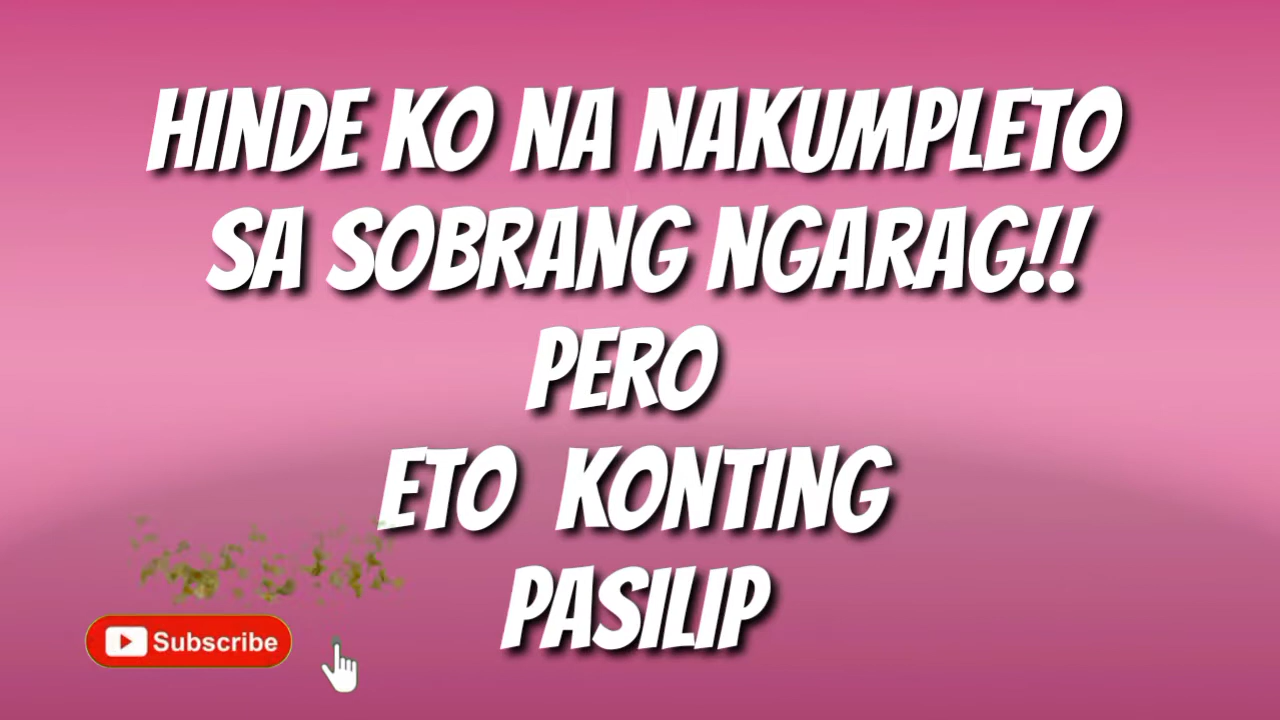 HINDE KO NA NAKUMPLETO
SA SOBRANG NGARAG!!
PERO
ETO KONTING
PASILIP
Subscribe